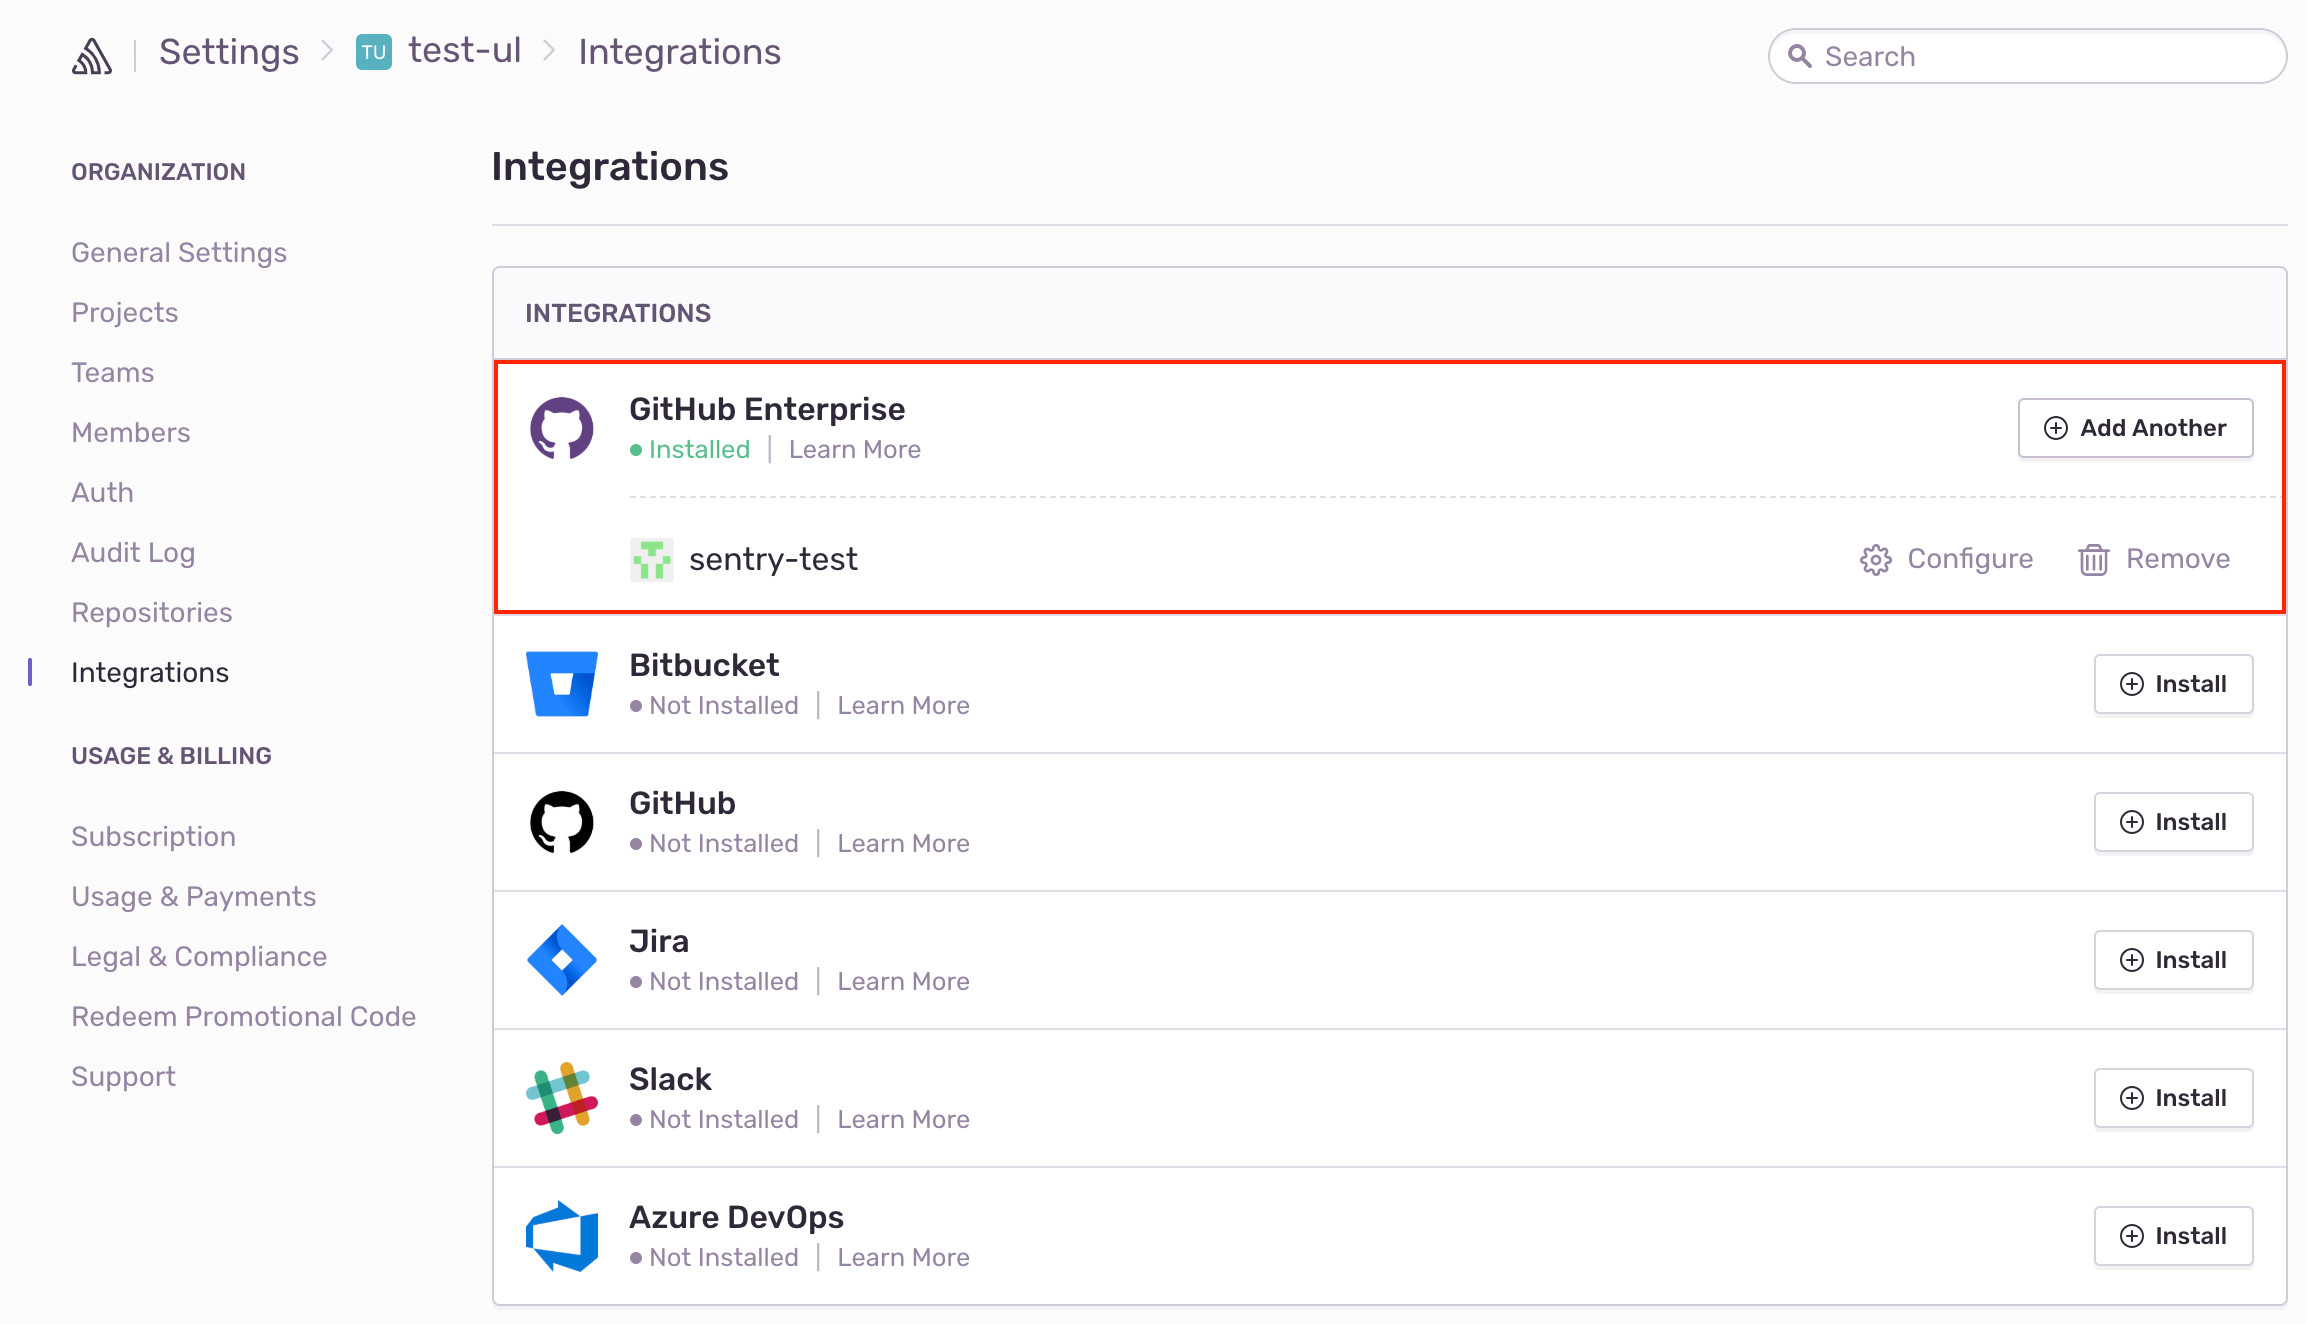 Settings > TU test-ul > Integrations
Search
ORGANIZATION
General Settings
Projects
Teams
Members
Auth
Audit Log
Repositories
Integrations
USAGE & BILLING
Subscription
Usage & Payments
Legal & Compliance
Redeem Promotional Code
Support
Integrations
INTEGRATIONS
GitHub Enterprise
Installed | Learn More
Add Another
sentry-test
Configure
Remove
Bitbucket
Not Installed | Learn More
Install
GitHub
Not Installed | Learn More
Install
Jira
Not Installed | Learn More
Install
Slack
Not Installed | Learn More
Install
Azure DevOps
Not Installed | Learn More
Install